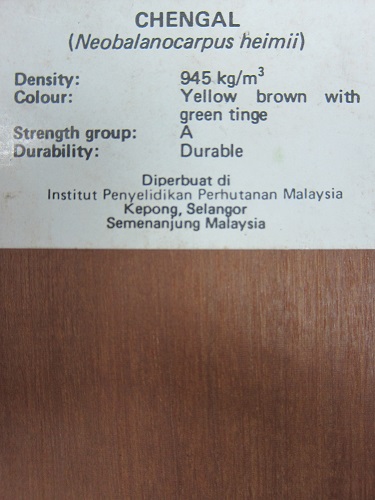 CHENGAL
(Neobalanocarpus heimii)
Density: 945 kg/m³
Colour: Yellow brown with
green tinge
Strength group: A
Durability: Durable
Diperbuat di
Institut Penyelidikan Perhutanan Malaysia
Kepong, Selangor
Semenanjung Malaysia